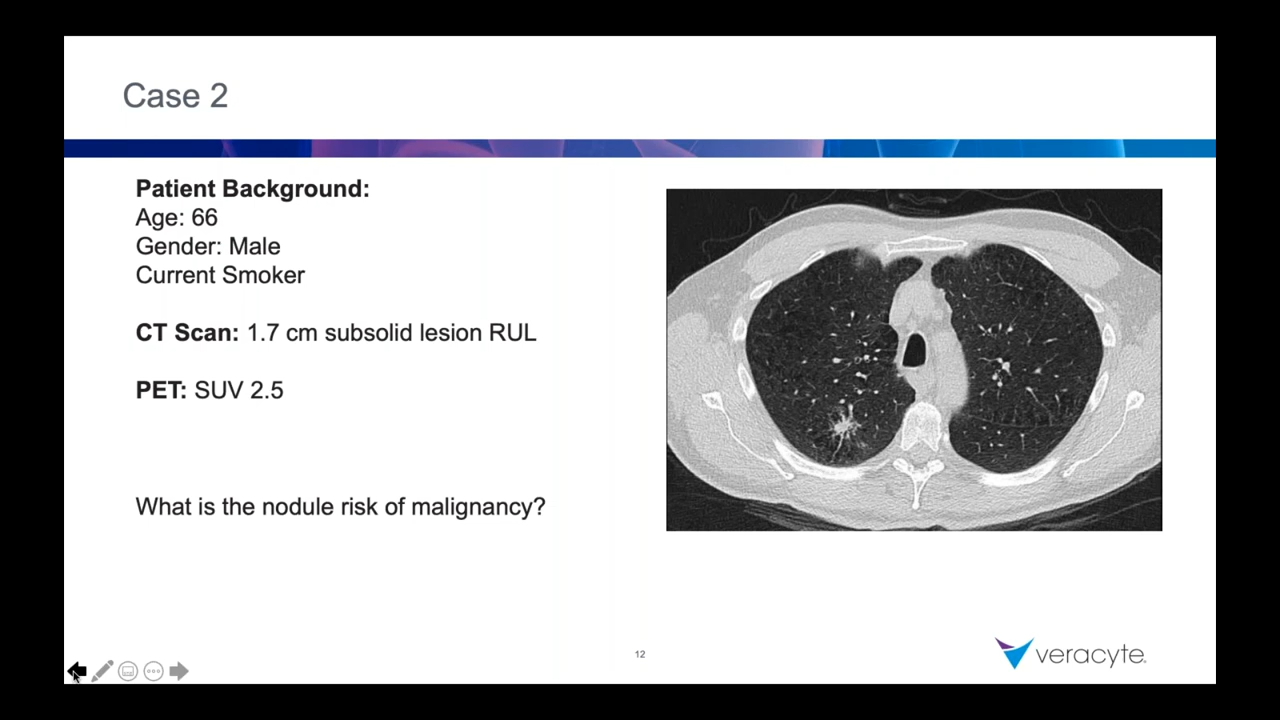 Case 2
Patient Background:
Age: 66
Gender: Male
Current Smoker
CT Scan: 1.7 cm subsolid lesion RUL
PET: SUV 2.5
What is the nodule risk of malignancy?
12
veracyte.